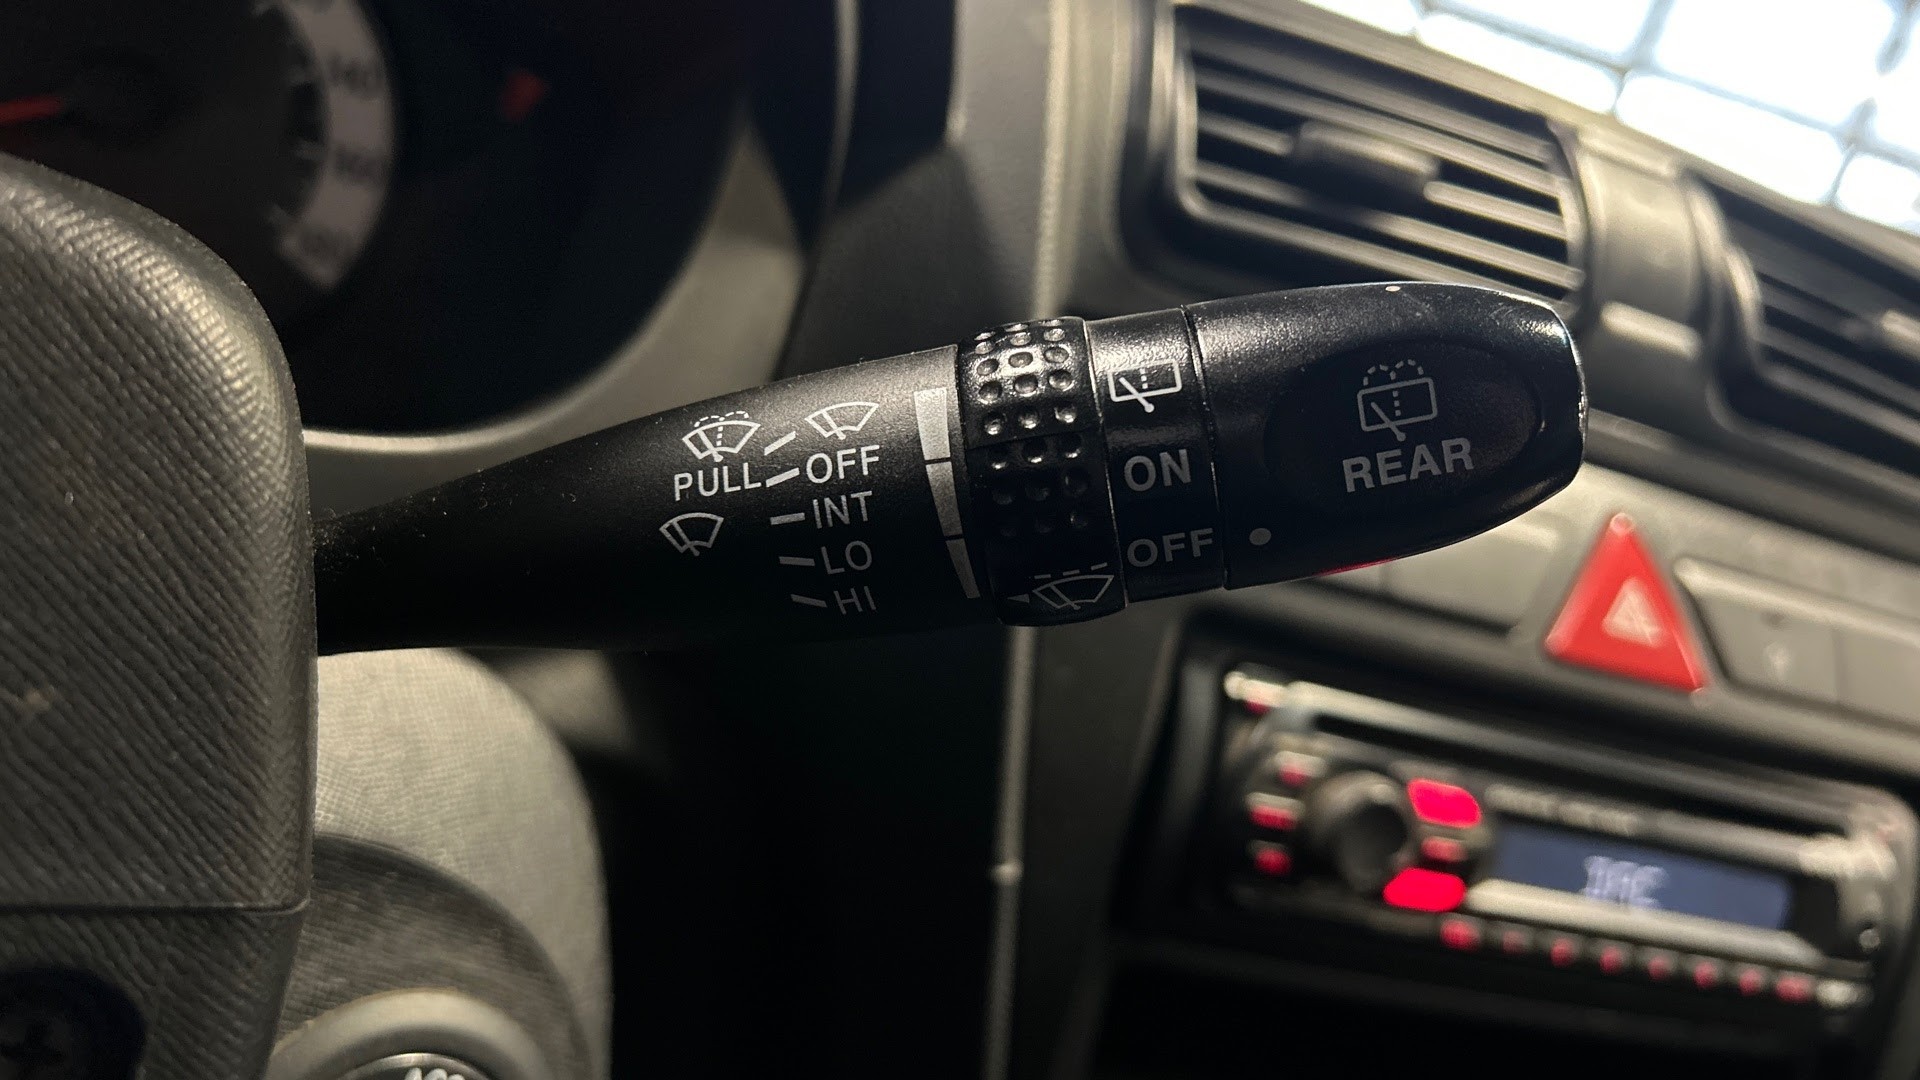 PULL
OFF
INT
LO
HI
ON
OFF
REAR